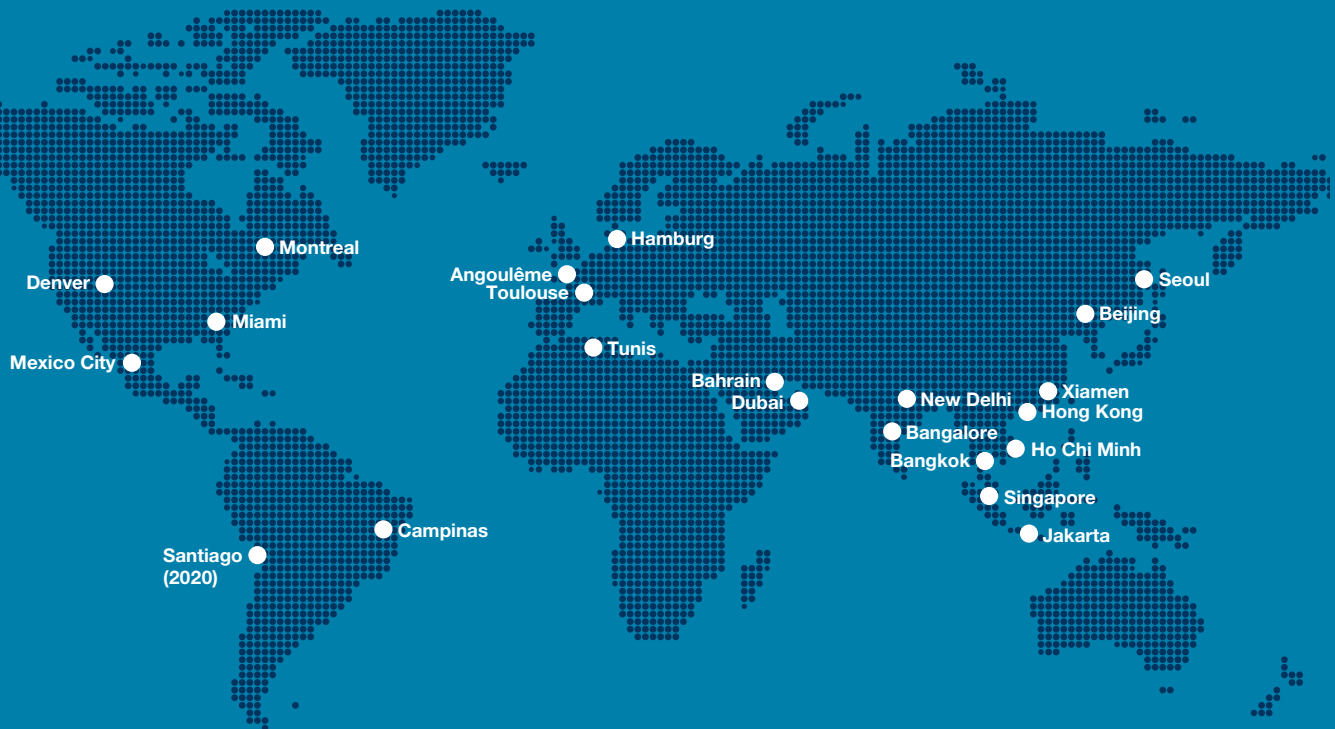 Hamburg
Montreal
Angoulême
Toulouse
Seoul
Denver
Beijing
Miami
Tunis
Mexico City
Bahrain
Dubai
New Delhi
Xiamen
Hong Kong
Bangalore
Ho Chi Minh
Bangkok
Singapore
Campinas
Jakarta
Santiago
(2020)